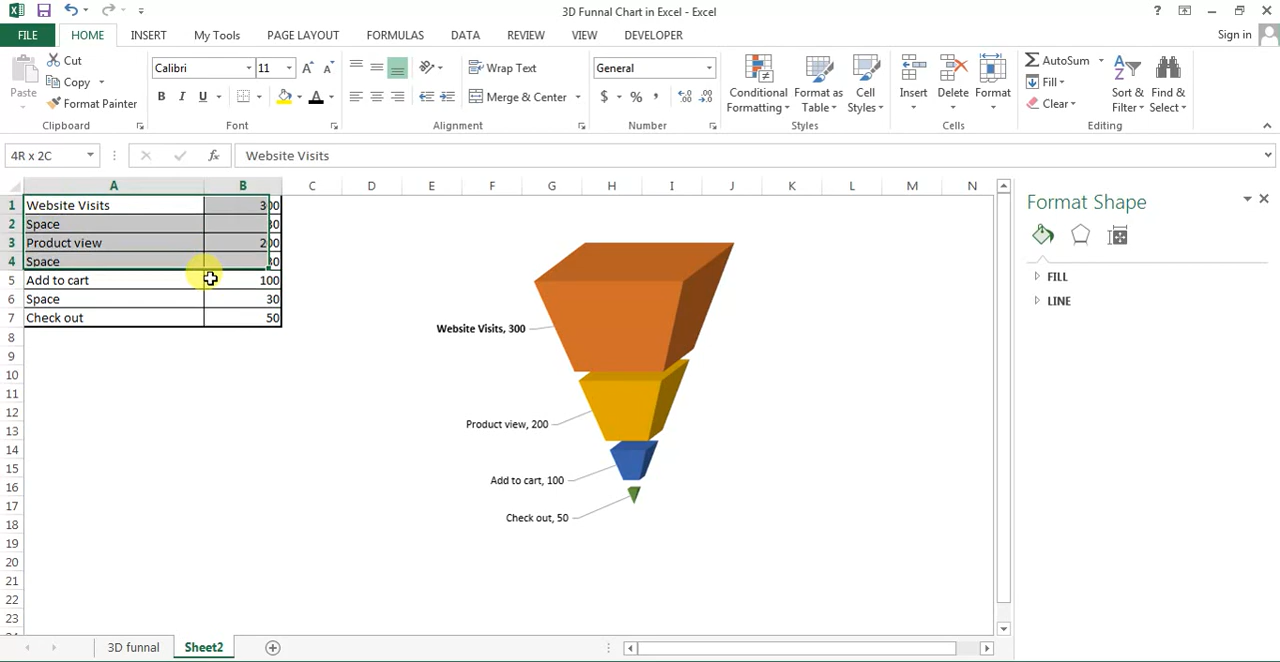 3D Funnal Chart in Excel - Excel
FILE HOME INSERT My Tools PAGE LAYOUT FORMULAS DATA REVIEW VIEW DEVELOPER Sign in
Paste
Cut
Copy
Format Painter
Clipboard
Calibri 11
B I U
Font
Wrap Text
Merge & Center
Alignment
General
$ % ,
Number
Conditional Formatting
Format as Table
Cell Styles
Styles
Insert
Delete
Format
Cells
AutoSum
Fill
Clear
Sort & Filter
Find & Select
Editing
4R x 2C fx Website Visits
A B C D E F G H I J K L M N
1 Website Visits 300
2 Space 30
3 Product view 200
4 Space 30
5 Add to cart 100
6 Space 30
7 Check out 50
8
9
10
11
12
13
14
15
16
17
18
19
20
21
22
23
Website Visits, 300
Product view, 200
Add to cart, 100
Check out, 50
Format Shape
FILL
LINE
3D funnal Sheet2